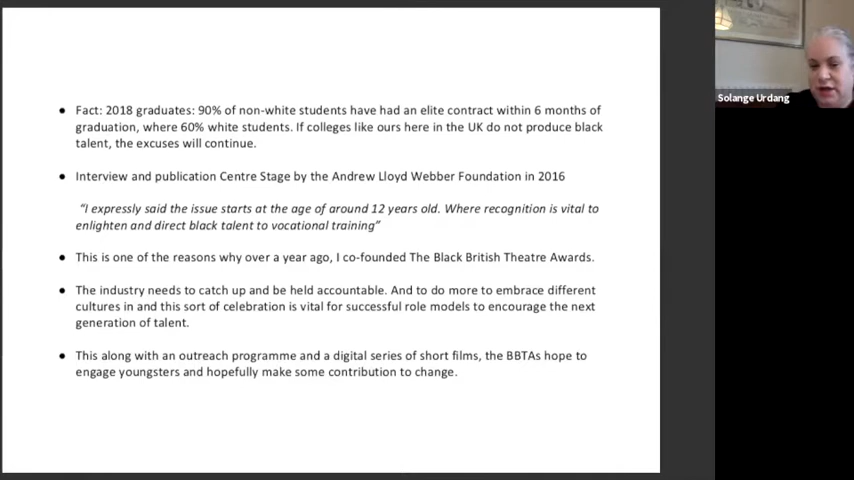 Fact: 2018 graduates: 90% of non-white students have had an elite contract within 6 months of
graduation, where 60% white students. If colleges like ours here in the UK do not produce black
talent, the excuses will continue.
Interview and publication Centre Stage by the Andrew Lloyd Webber Foundation in 2016
“I expressly said the issue starts at the age of around 12 years old. Where recognition is vital to
enlighten and direct black talent to vocational training”
This is one of the reasons why over a year ago, I co-founded The Black British Theatre Awards.
The industry needs to catch up and be held accountable. And to do more to embrace different
cultures in and this sort of celebration is vital for successful role models to encourage the next
generation of talent.
This along with an outreach programme and a digital series of short films, the BBTAs hope to
engage youngsters and hopefully make some contribution to change.
Solange Urdang